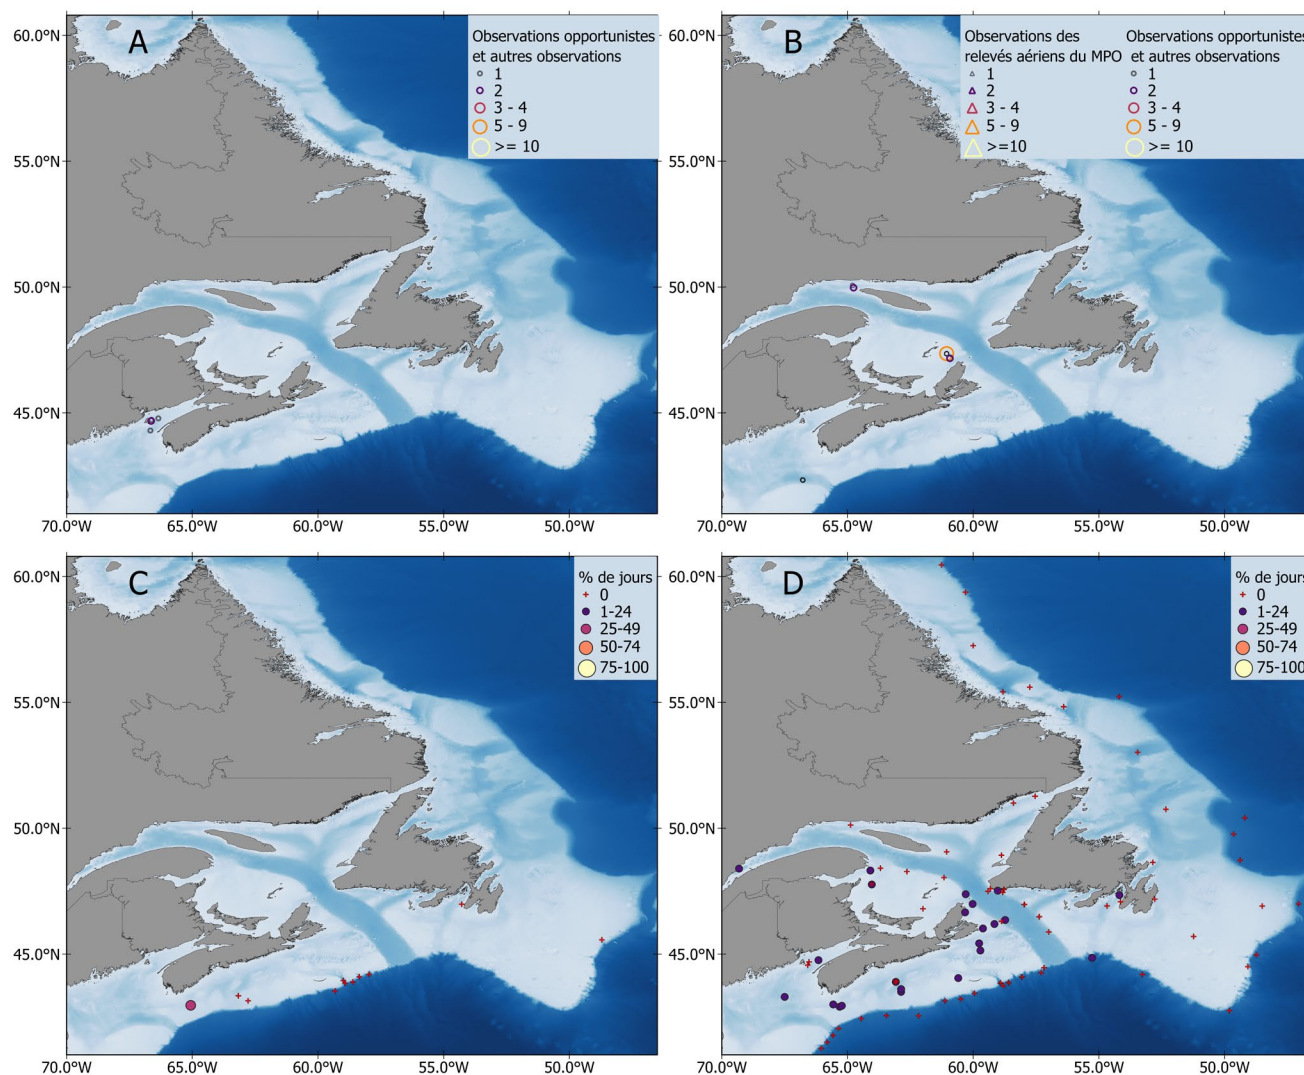 A
Observations opportunistes
et autres observations
1
2
3 - 4
5 - 9
>= 10
60.0°N
55.0°N
50.0°N
45.0°N
70.0°W 65.0°W 60.0°W 55.0°W 50.0°W
B
Observations des
relevés aériens du MPO
1
2
3 - 4
5 - 9
>=10
Observations opportunistes
et autres observations
1
2
3 - 4
5 - 9
>= 10
60.0°N
55.0°N
50.0°N
45.0°N
70.0°W 65.0°W 60.0°W 55.0°W 50.0°W
C
% de jours
0
1-24
25-49
50-74
75-100
60.0°N
55.0°N
50.0°N
45.0°N
70.0°W 65.0°W 60.0°W 55.0°W 50.0°W
D
% de jours
0
1-24
25-49
50-74
75-100
60.0°N
55.0°N
50.0°N
45.0°N
70.0°W 65.0°W 60.0°W 55.0°W 50.0°W